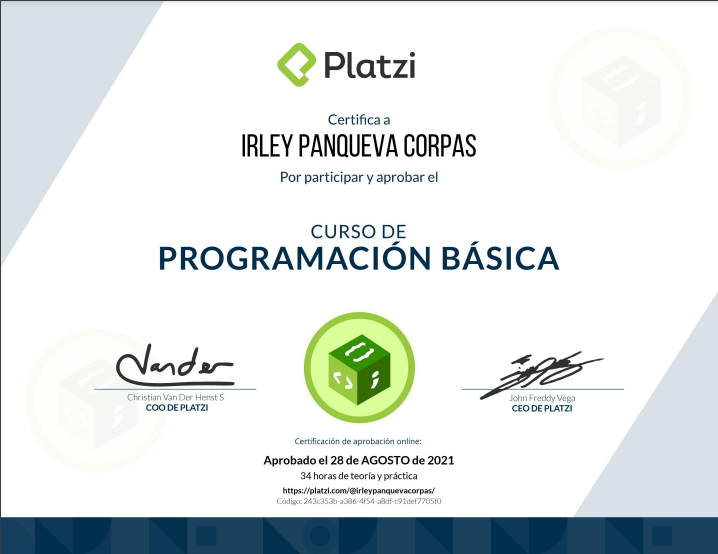 Platzi
Certifica a
IRLEY PANQUEVA CORPAS
Por participar y aprobar el
CURSO DE
PROGRAMACIÓN BÁSICA
Christian Van Der Henst S
COO DE PLATZI
John Freddy Vega
CEO DE PLATZI
Certificación de aprobación online:
Aprobado el 28 de AGOSTO de 2021
34 horas de teoría y práctica
https://platzi.com/@irleypanquevacorpas/
Código: 243c353b-a386-4f54-a8df-c91def7705f0